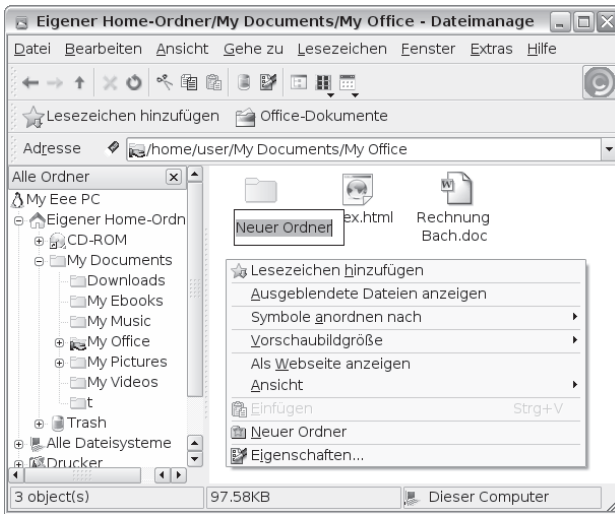 Eigener Home-Ordner/My Documents/My Office - Dateimanage
Datei Bearbeiten Ansicht Gehe zu Lesezeichen Fenster Extras Hilfe
Lesezeichen hinzufügen Office-Dokumente
Adresse /home/user/My Documents/My Office
Alle Ordner
My Eee PC
Eigener Home-Ordn
CD-ROM
My Documents
Downloads
My Ebooks
My Music
My Office
My Pictures
My Videos
t
Trash
Alle Dateisysteme
Drucker
Neuer Ordner
ex.html
Rechnung
Bach.doc
Lesezeichen hinzufügen
Ausgeblendete Dateien anzeigen
Symbole anordnen nach
Vorschaubildgröße
Als Webseite anzeigen
Ansicht
Einfügen Strg+V
Neuer Ordner
Eigenschaften...
3 object(s) 97.58KB Dieser Computer